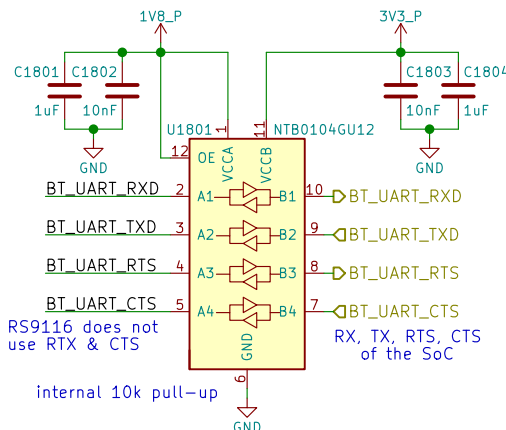 1V8_P 3V3_P
C1801 C1802 C1803 C1804
1uF 10nF 10nF 1uF
GND GND
U1801 NTB0104GU12
1 11
12 OE VCCA VCCB
BT_UART_RXD 2 A1 B1 10 BT_UART_RXD
BT_UART_TXD 3 A2 B2 9 BT_UART_TXD
BT_UART_RTS 4 A3 B3 8 BT_UART_RTS
BT_UART_CTS 5 A4 B4 7 BT_UART_CTS
RS9116 does not
use RTX & CTS
RX, TX, RTS, CTS
of the SoC
GND
6
internal 10k pull-up
GND